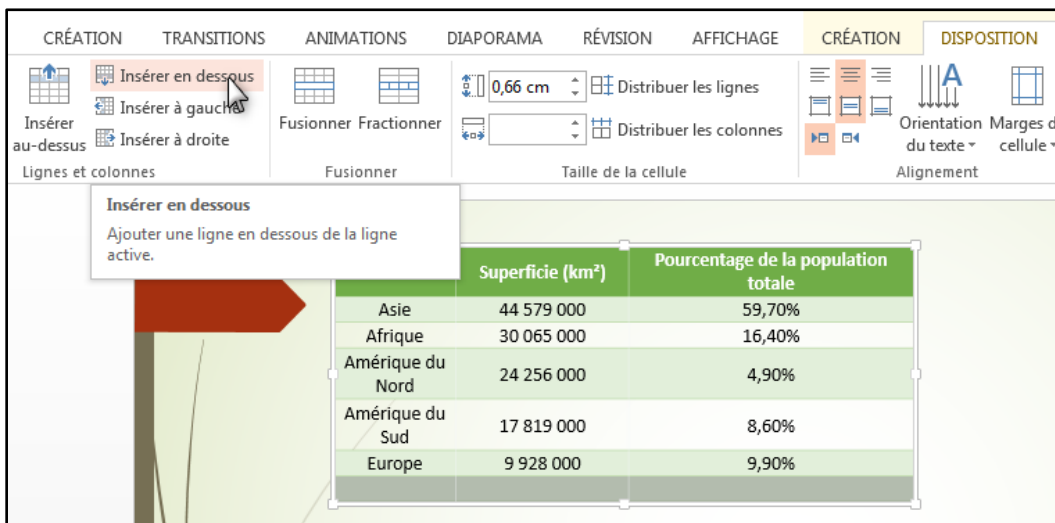 CRÉATION TRANSITIONS ANIMATIONS DIAPORAMA RÉVISION AFFICHAGE CRÉATION DISPOSITION
Insérer
au-dessus
Insérer en dessous
Insérer à gauche
Insérer à droite
Lignes et colonnes
Fusionner Fractionner
Fusionner
0,66 cm
Distribuer les lignes
Distribuer les colonnes
Taille de la cellule
Orientation
du texte
Marges d
cellule
Alignement
Insérer en dessous
Ajouter une ligne en dessous de la ligne
active.
Superficie (km²) Pourcentage de la population
totale
Asie 44 579 000 59,70%
Afrique 30 065 000 16,40%
Amérique du
Nord 24 256 000 4,90%
Amérique du
Sud 17 819 000 8,60%
Europe 9 928 000 9,90%